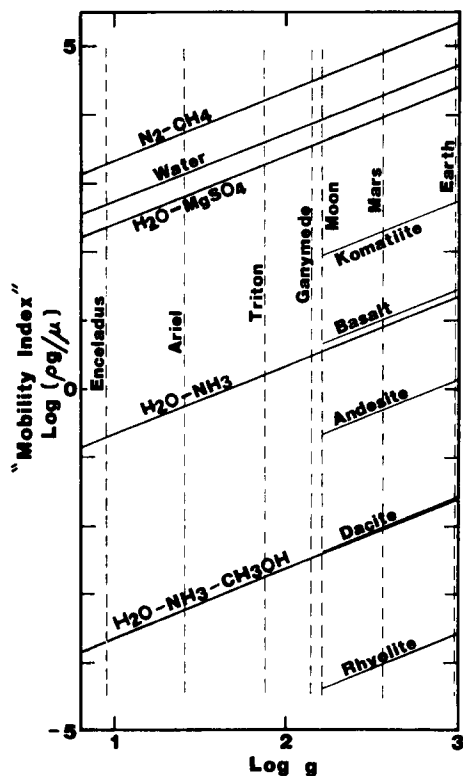 5
N2-CH4
Water
H2O-MgSO4
Earth
Mars
Moon
Ganymede
Triton
Ariel
Enceladus
Komatiite
Basalt
"Mobility Index"
Log (ρg/μ)
0
H2O-NH3
Andesite
Dacite
H2O-NH3-CH3OH
Rhyolite
-5
1
2
3
Log g